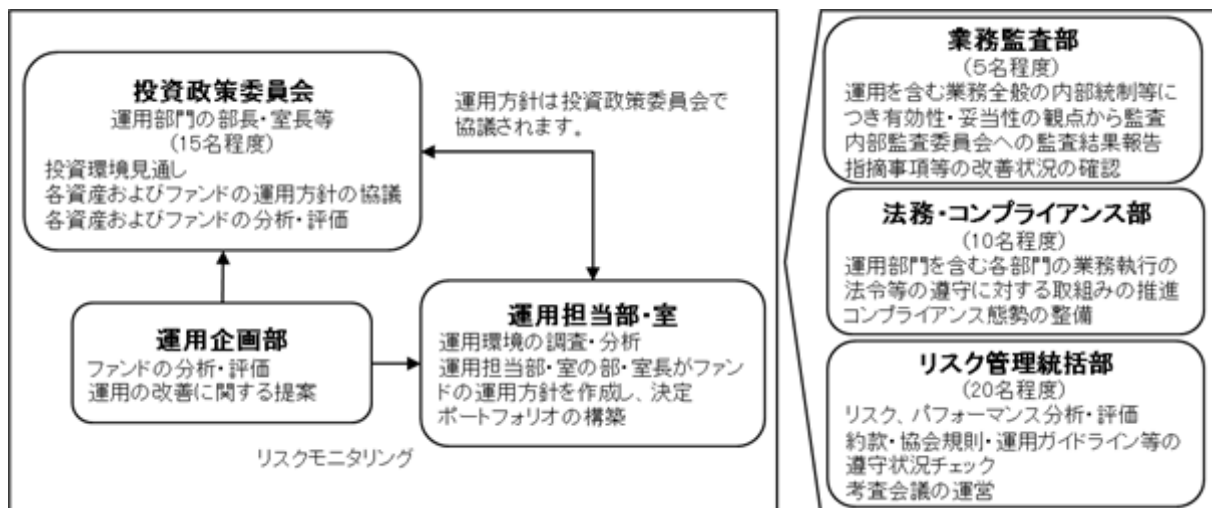 投資政策委員会
運用部門の部長・室長等
(15名程度)
投資環境見通し
各資産およびファンドの運用方針の協議
各資産およびファンドの分析・評価
運用方針は投資政策委員会で
協議されます。
運用企画部
ファンドの分析・評価
運用の改善に関する提案
運用担当部・室
運用環境の調査・分析
運用担当部・室の部・室長がファン
ドの運用方針を作成し、決定
ポートフォリオの構築
リスクモニタリング
業務監査部
(5名程度)
運用を含む業務全般の内部統制等に
つき有効性・妥当性の観点から監査
内部監査委員会への監査結果報告
指摘事項等の改善状況の確認
法務・コンプライアンス部
(10名程度)
運用部門を含む各部門の業務執行の
法令等の遵守に対する取組みの推進
コンプライアンス態勢の整備
リスク管理統括部
(20名程度)
リスク、パフォーマンス分析・評価
約款・協会規則・運用ガイドライン等の
遵守状況チェック
考査会議の運営